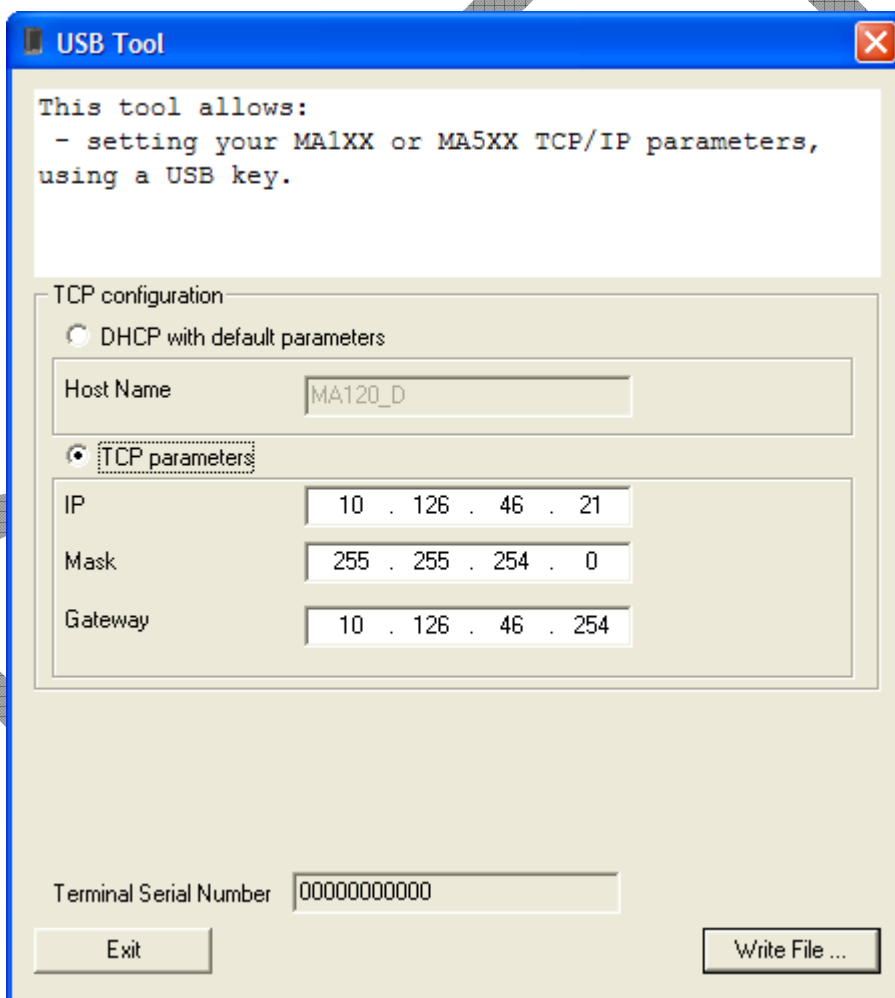 USB Tool
This tool allows:
- setting your MA1XX or MA5XX TCP/IP parameters,
using a USB key.
TCP configuration
DHCP with default parameters
Host Name MA120_D
TCP parameters
IP 10 . 126 . 46 . 21
Mask 255 . 255 . 254 . 0
Gateway 10 . 126 . 46 . 254
Terminal Serial Number 00000000000
Exit Write File ...